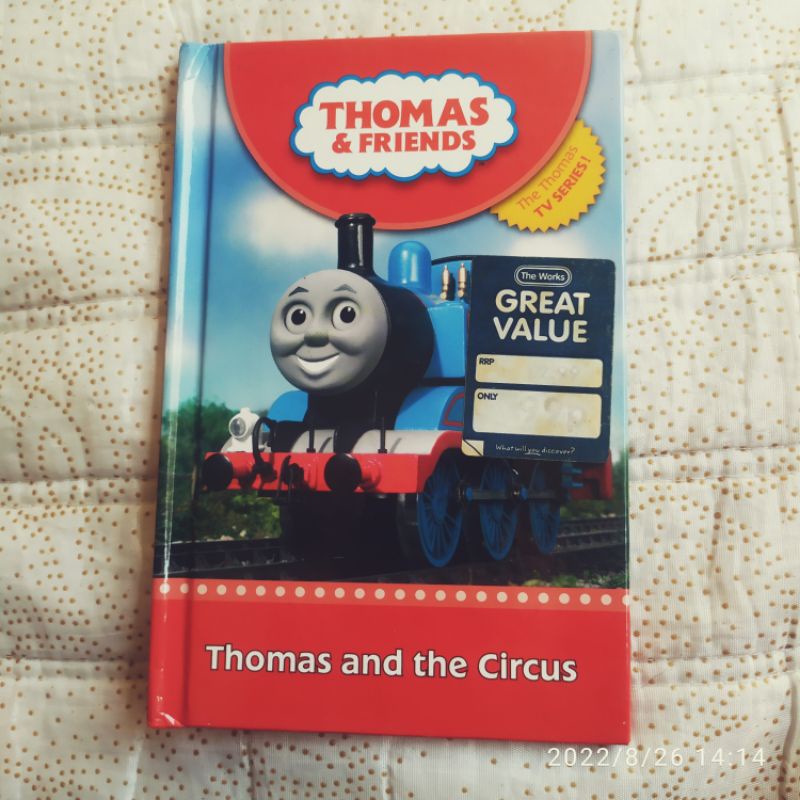 THOMAS
& FRIENDS
The Thomas
TV SERIES!
The Works
GREAT
VALUE
RRP
ONLY
What will you discover?
Thomas and the Circus
2022/8/26 14:14